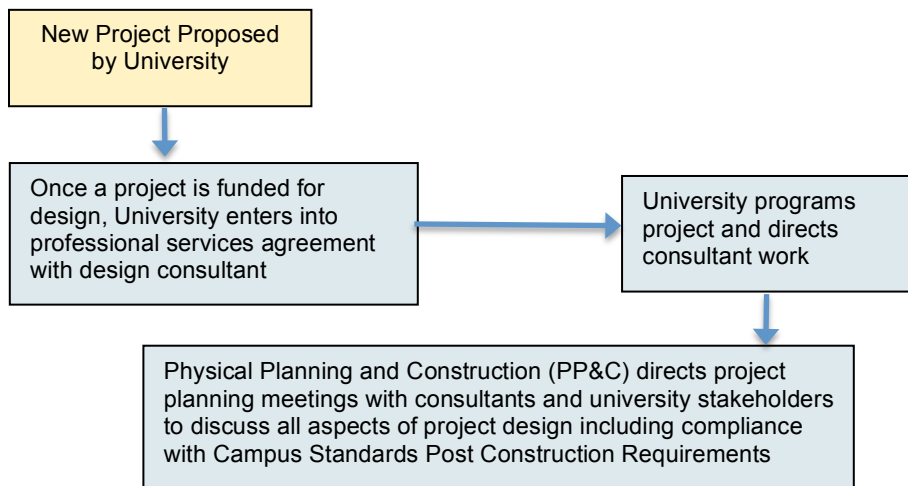 New Project Proposed
by University
Once a project is funded for
design, University enters into
professional services agreement
with design consultant
University programs
project and directs
consultant work
Physical Planning and Construction (PP&C) directs project
planning meetings with consultants and university stakeholders
to discuss all aspects of project design including compliance
with Campus Standards Post Construction Requirements